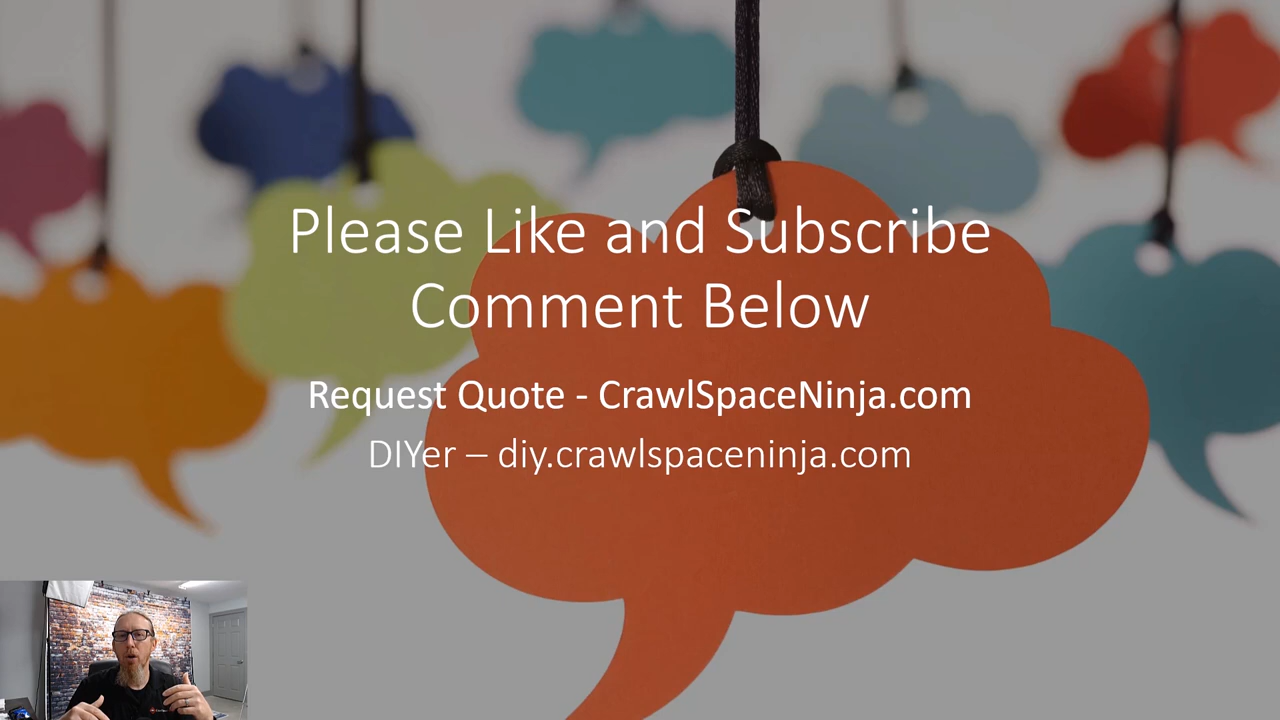 Please Like and Subscribe
Comment Below
Request Quote - CrawlSpaceNinja.com
DIYer – diy.crawlspaceninja.com